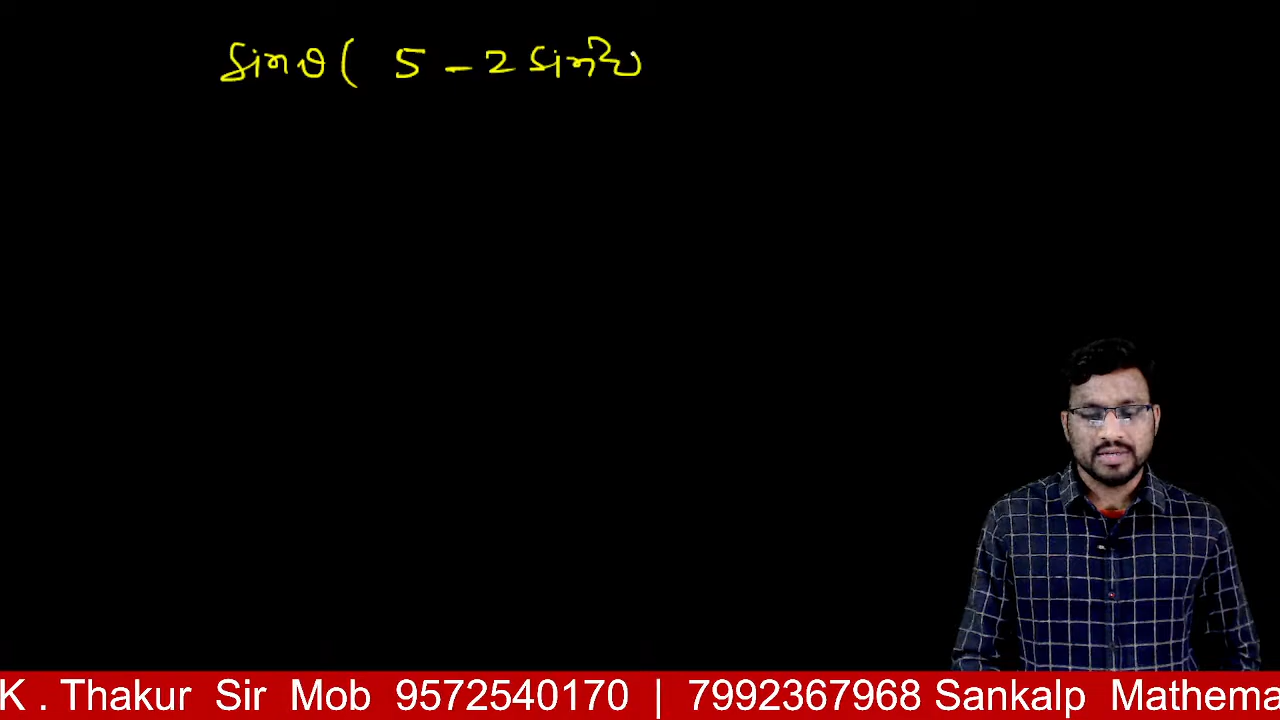 sinθ ( 5 - 2 sin²θ
K . Thakur Sir Mob 9572540170 | 7992367968 Sankalp Mathema